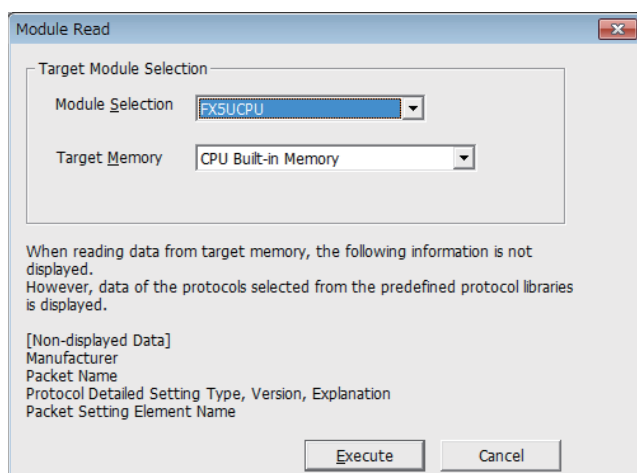 Module Read
Target Module Selection
Module Selection FX5UCPU
Target Memory CPU Built-in Memory
When reading data from target memory, the following information is not
displayed.
However, data of the protocols selected from the predefined protocol libraries
is displayed.
[Non-displayed Data]
Manufacturer
Packet Name
Protocol Detailed Setting Type, Version, Explanation
Packet Setting Element Name
Execute Cancel